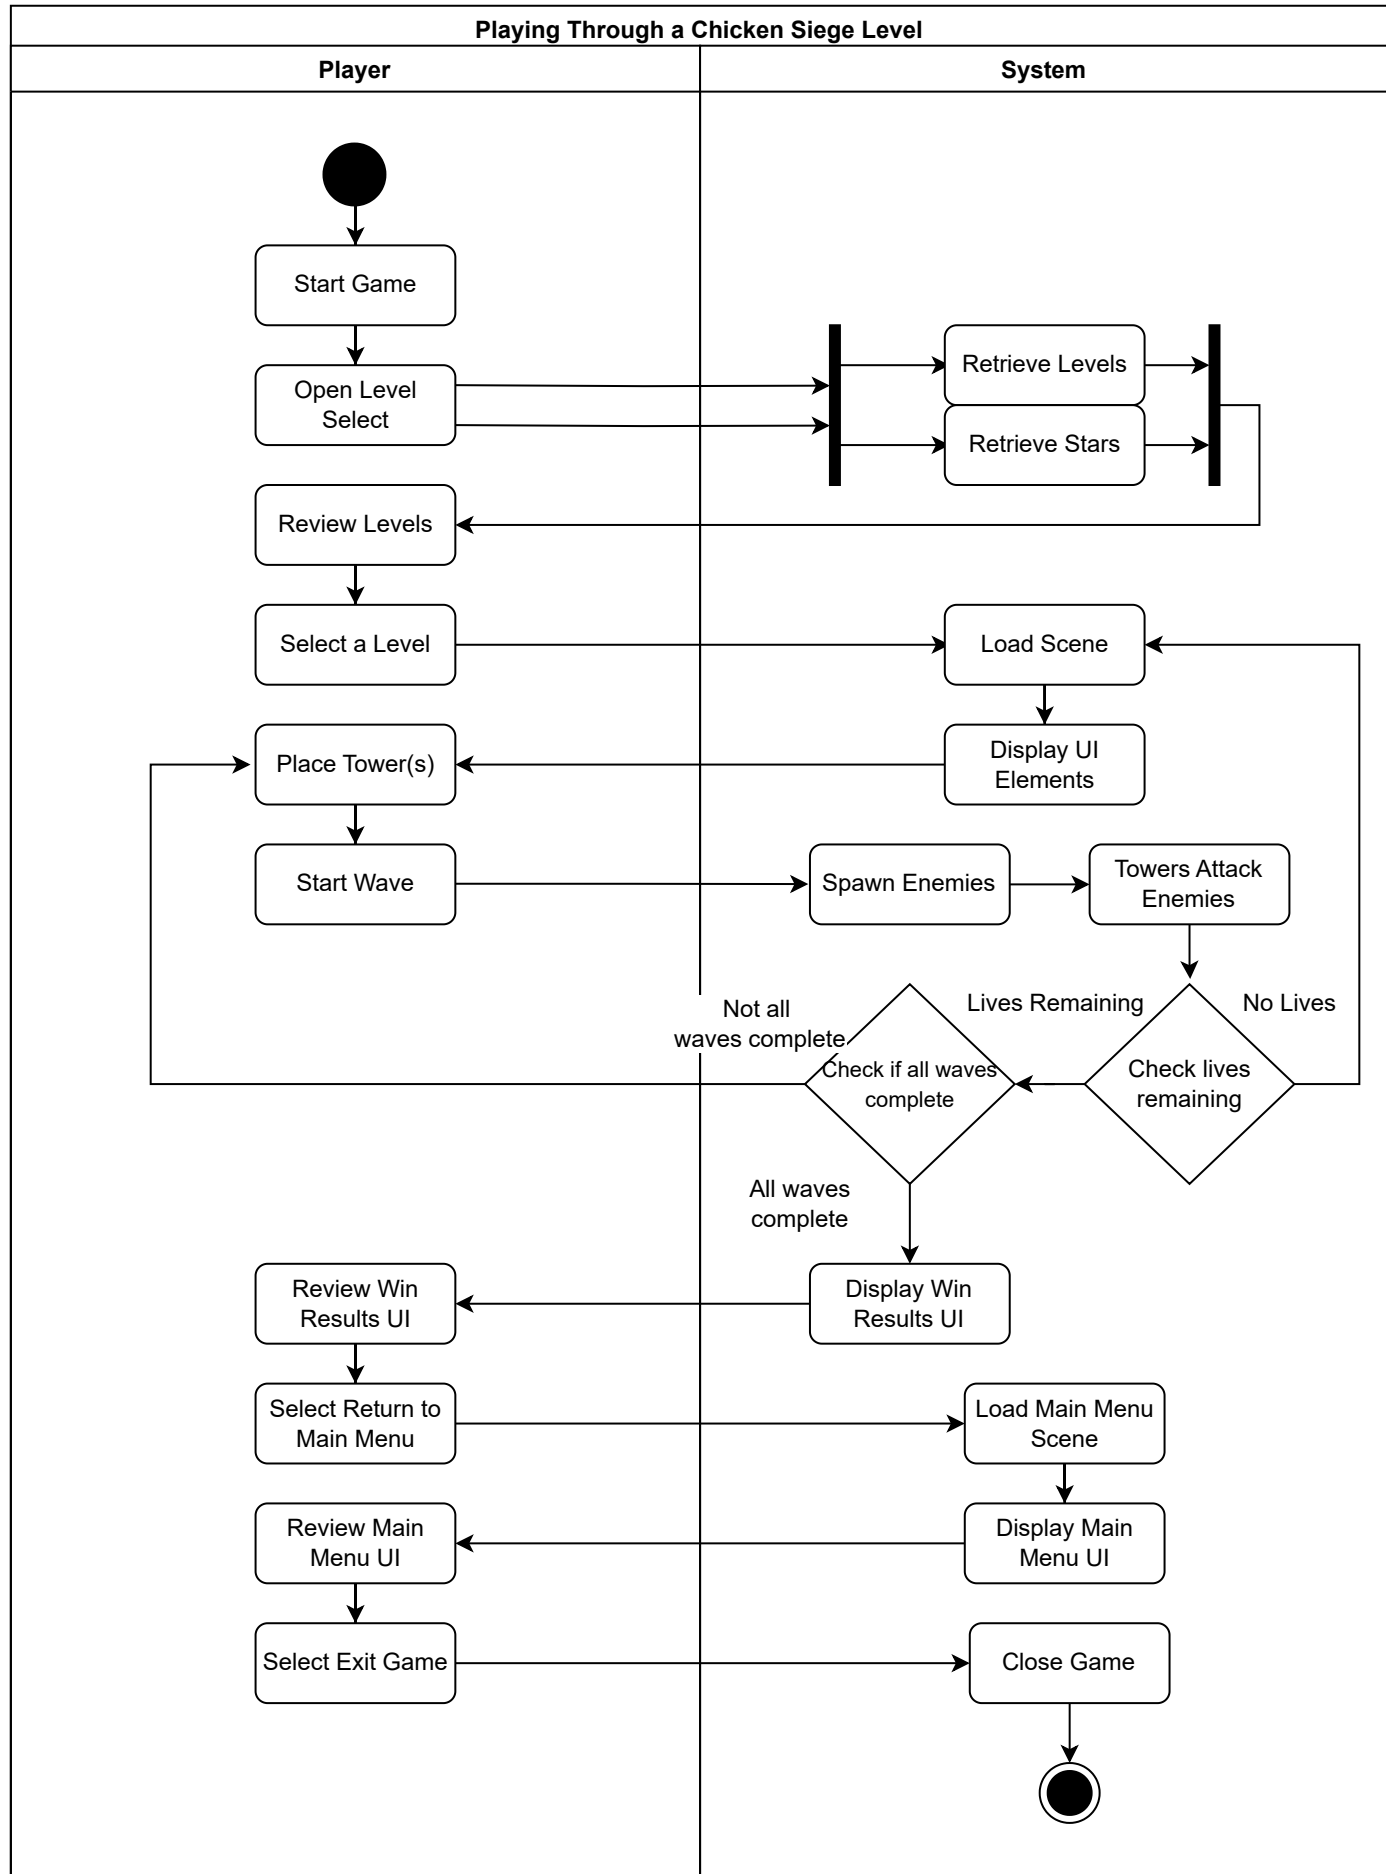 Playing Through a Chicken Siege Level
Player
System
Start Game
Open Level
Select
Retrieve Levels
Retrieve Stars
Review Levels
Select a Level
Load Scene
Place Tower(s)
Display UI
Elements
Start Wave
Spawn Enemies
Towers Attack
Enemies
Not all
waves complete
Lives Remaining
No Lives
Check if all waves
complete
Check lives
remaining
All waves
complete
Review Win
Results UI
Display Win
Results UI
Select Return to
Main Menu
Load Main Menu
Scene
Review Main
Menu UI
Display Main
Menu UI
Select Exit Game
Close Game